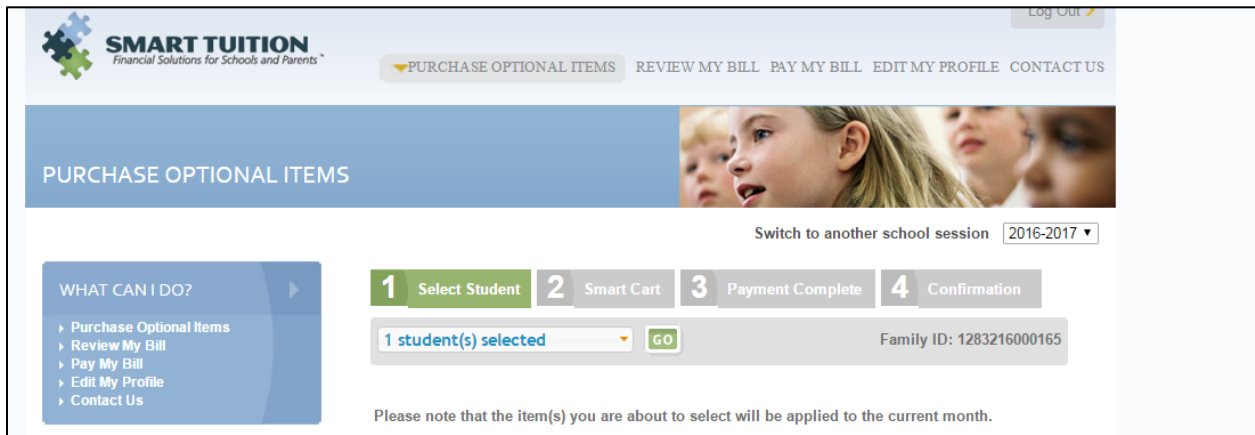 Log Out
SMART TUITION
Financial Solutions for Schools and Parents
PURCHASE OPTIONAL ITEMS REVIEW MY BILL PAY MY BILL EDIT MY PROFILE CONTACT US
PURCHASE OPTIONAL ITEMS
Switch to another school session 2016-2017
WHAT CAN I DO?
Purchase Optional Items
Review My Bill
Pay My Bill
Edit My Profile
Contact Us
1 Select Student 2 Smart Cart 3 Payment Complete 4 Confirmation
1 student(s) selected GO Family ID: 1283216000165
Please note that the item(s) you are about to select will be applied to the current month.